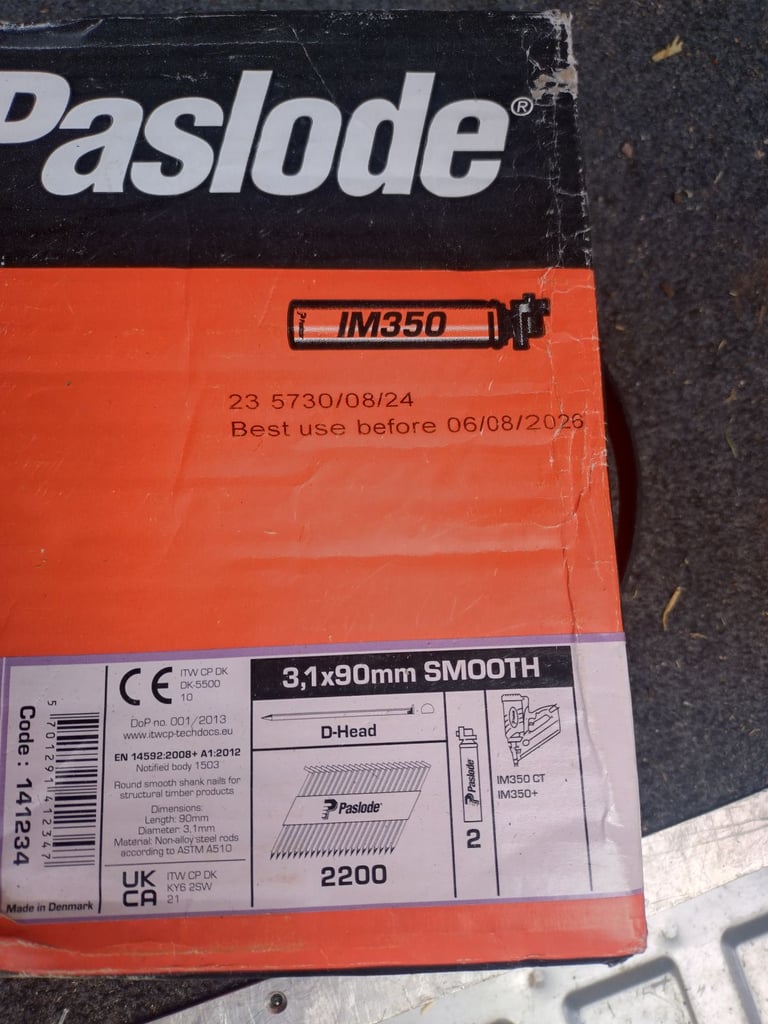 Paslode®
IM350
23 5730/08/24
Best use before 06/08/2026
Code: 141234
5 701291 412347
Made in Denmark
CE
ITW CP DK
DK-5500
10
DoP no. 001/2013
www.itwcp-techdocs.eu
EN 14592:2008+ A1:2012
Notified body 1503
Round smooth shank nails for
structural timber products
Dimensions:
Length: 90mm
Diameter: 3.1mm
Material: Non-alloy steel rods
according to ASTM A510
UK
CA
ITW CP DK
KY6 2SW
21
3,1x90mm SMOOTH
D-Head
Paslode®
2200
Paslode
2
IM350 CT
IM350+